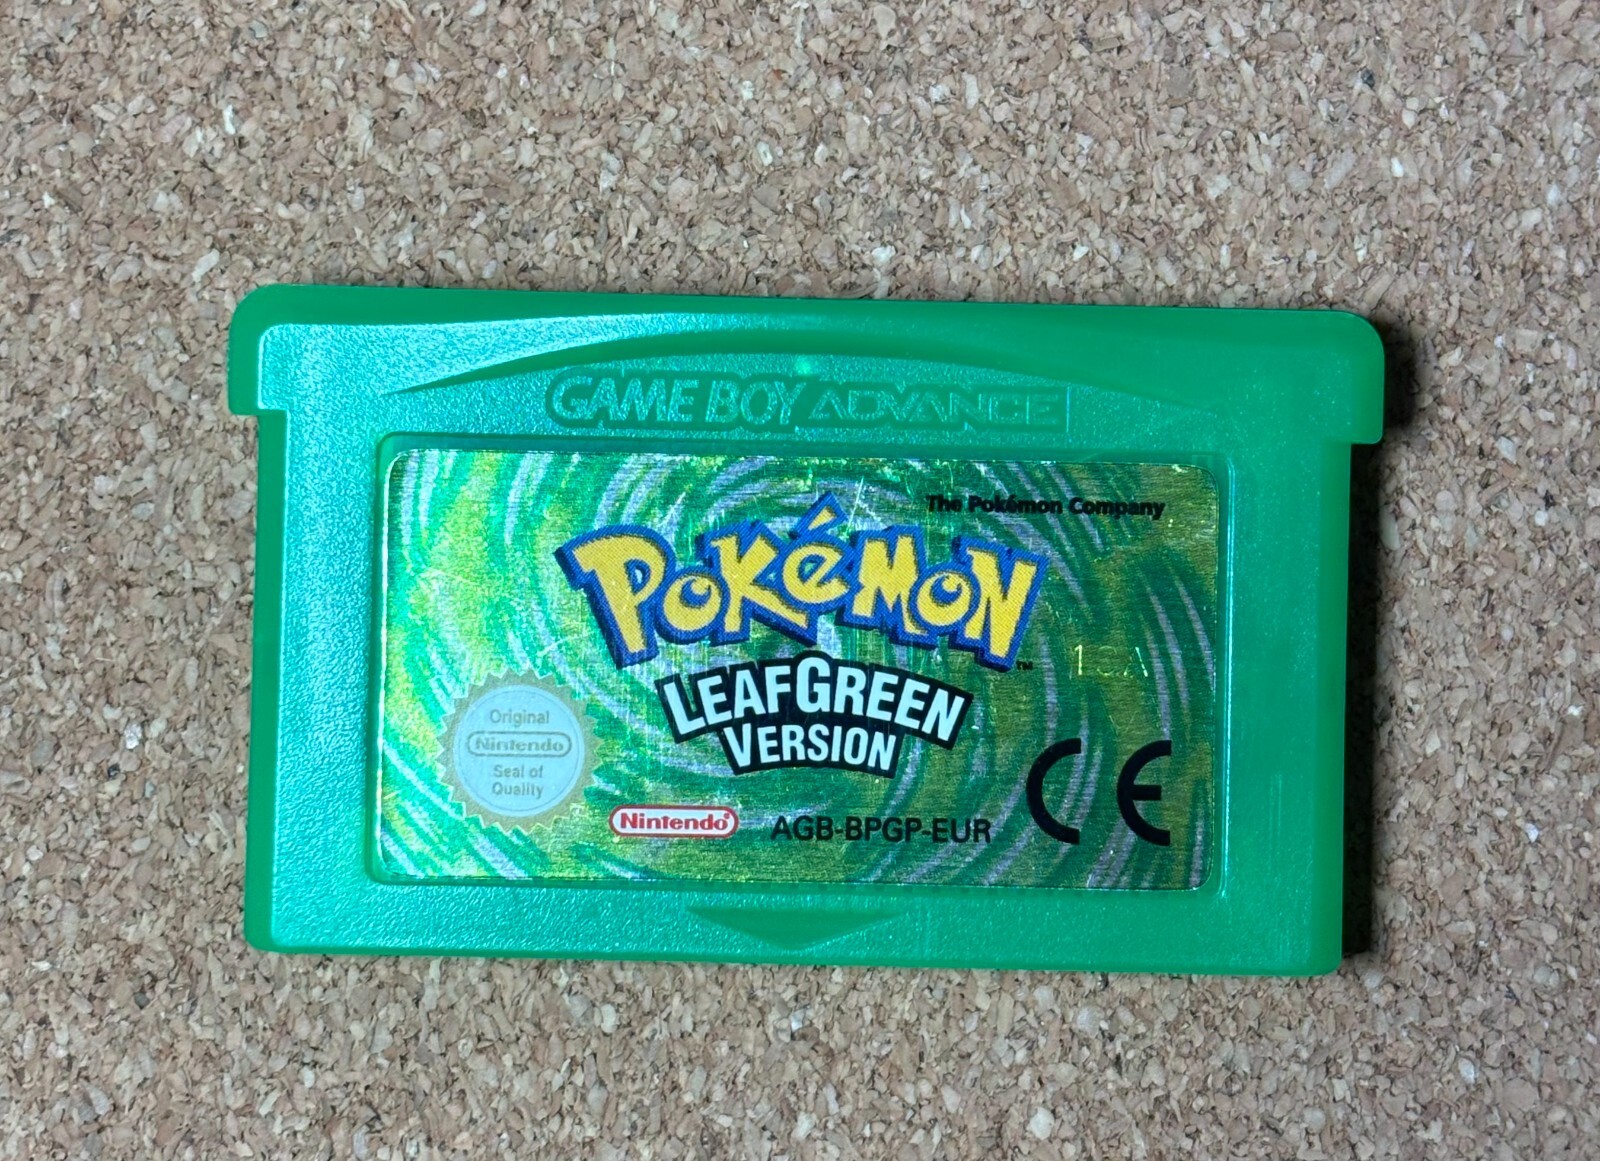 GAME BOY ADVANCE
The Pokémon Company
POKéMON
TM
LEAFGREEN
VERSION
Original
Nintendo
Seal of
Quality
Nintendo®
AGB-BPGP-EUR
CE